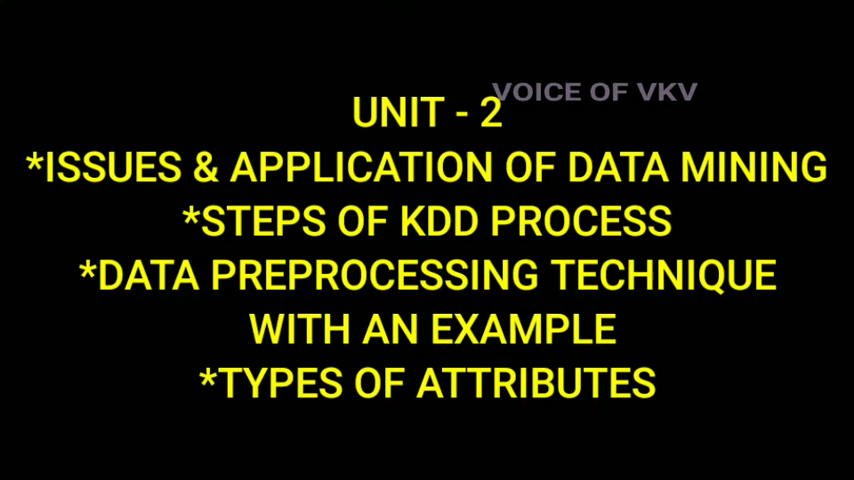 VOICE OF VKV
UNIT - 2
*ISSUES & APPLICATION OF DATA MINING
*STEPS OF KDD PROCESS
*DATA PREPROCESSING TECHNIQUE
WITH AN EXAMPLE
*TYPES OF ATTRIBUTES